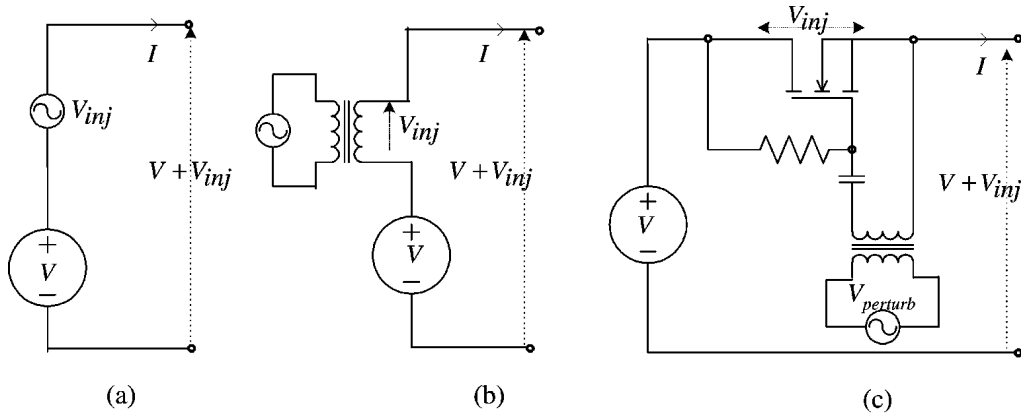 I
V_inj
V + V_inj
+
V
−
(a)
I
V_inj
V + V_inj
+
V
−
(b)
V_inj
I
V + V_inj
+
V
−
V_perturb
(c)